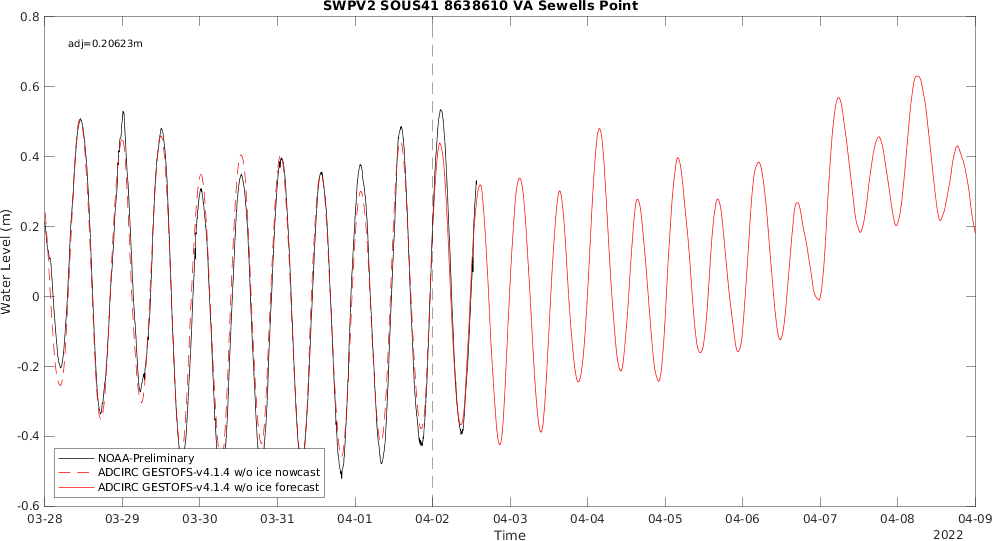 SWPV2 SOUS41 8638610 VA Sewells Point
adj=0.20623m
Water Level (m)
0.8
0.6
0.4
0.2
0
-0.2
-0.4
-0.6
NOAA-Preliminary
ADCIRC GESTOFS-v4.1.4 w/o ice nowcast
ADCIRC GESTOFS-v4.1.4 w/o ice forecast
03-28 03-29 03-30 03-31 04-01 04-02 04-03 04-04 04-05 04-06 04-07 04-08 04-09
Time
2022